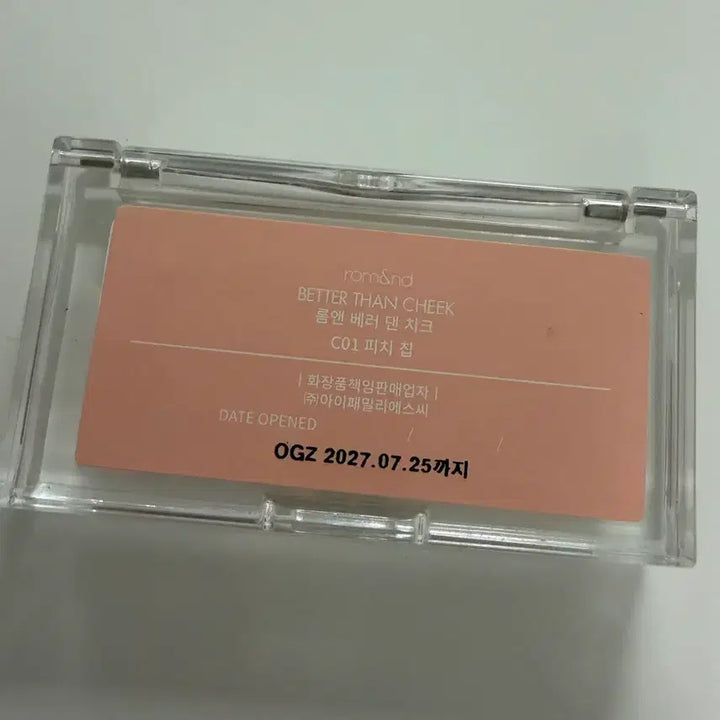 rom&nd
BETTER THAN CHEEK
롬앤 베러 댄 치크
C01 피치 칩
| 화장품책임판매업자 |
㈜아이패밀리에스씨
DATE OPENED / /
OGZ 2027.07.25까지